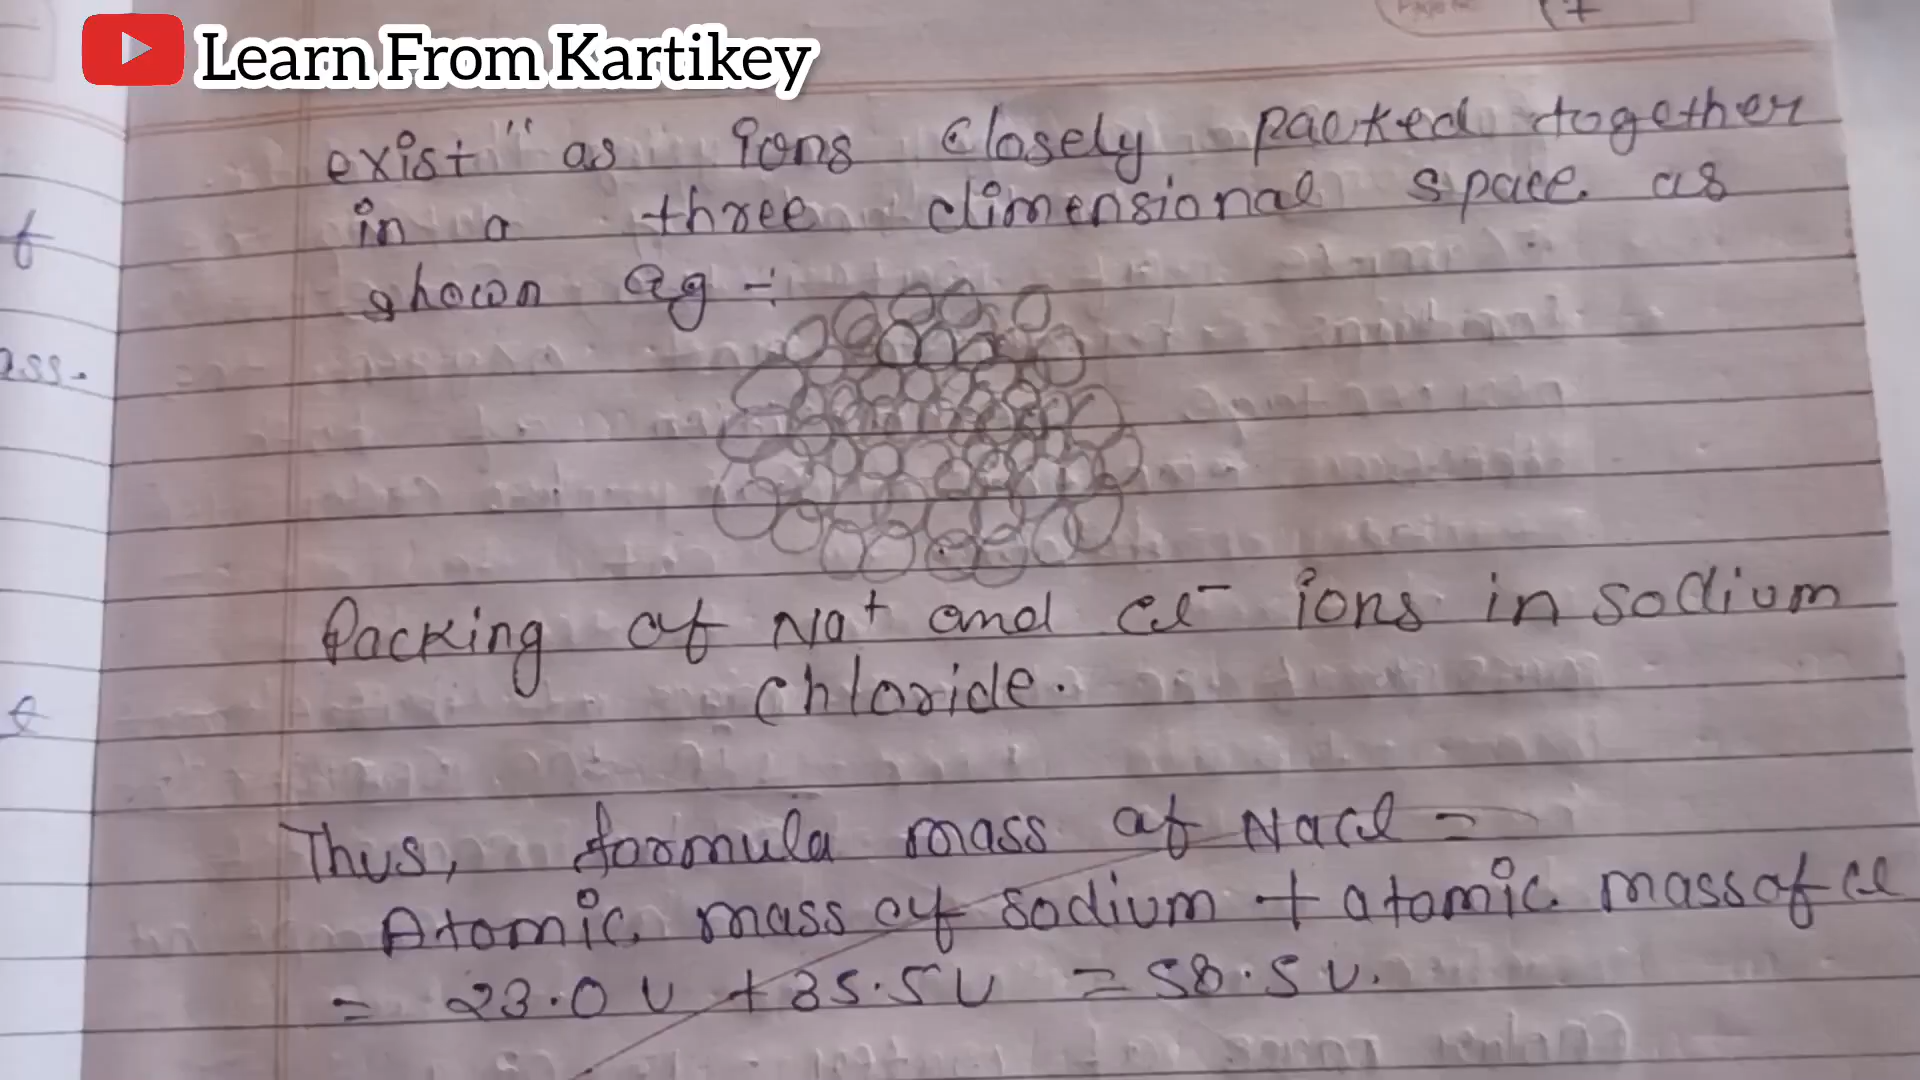 Learn From Kartikey
exist" as ions closely packed together
in a three dimensional space as
shown
Packing of Na+ and Cl- ions in sodium
chloride.
Thus, formula mass of NaCl =
Atomic mass of sodium + atomic mass of Cl
= 23.0 U + 35.5 U = 58.5 U.
ass.